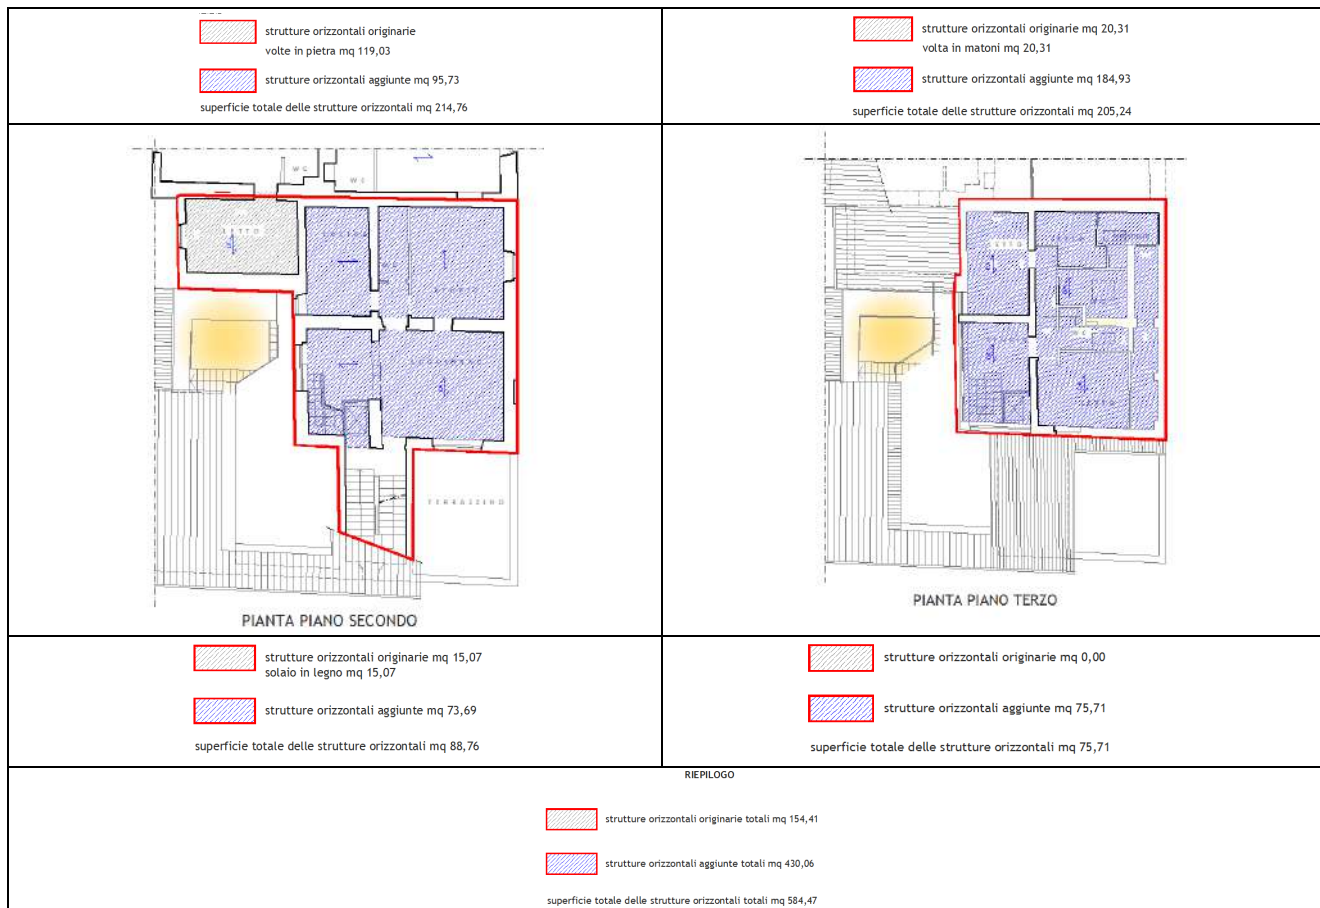 strutture orizzontali originarie
volte in pietra mq 119,03
strutture orizzontali aggiunte mq 95,73
superficie totale delle strutture orizzontali mq 214,76
strutture orizzontali originarie mq 20,31
volta in matoni mq 20,31
strutture orizzontali aggiunte mq 184,93
superficie totale delle strutture orizzontali mq 205,24
W C
W C
LETTO
W C
SOGGIORNO
TERRAZZINO
PIANTA PIANO SECONDO
LETTO
W C
LETTO
PIANTA PIANO TERZO
strutture orizzontali originarie mq 15,07
solaio in legno mq 15,07
strutture orizzontali aggiunte mq 73,69
superficie totale delle strutture orizzontali mq 88,76
strutture orizzontali originarie mq 0,00
strutture orizzontali aggiunte mq 75,71
superficie totale delle strutture orizzontali mq 75,71
RIEPILOGO
strutture orizzontali originarie totali mq 154,41
strutture orizzontali aggiunte totali mq 430,06
superficie totale delle strutture orizzontali totali mq 584,47